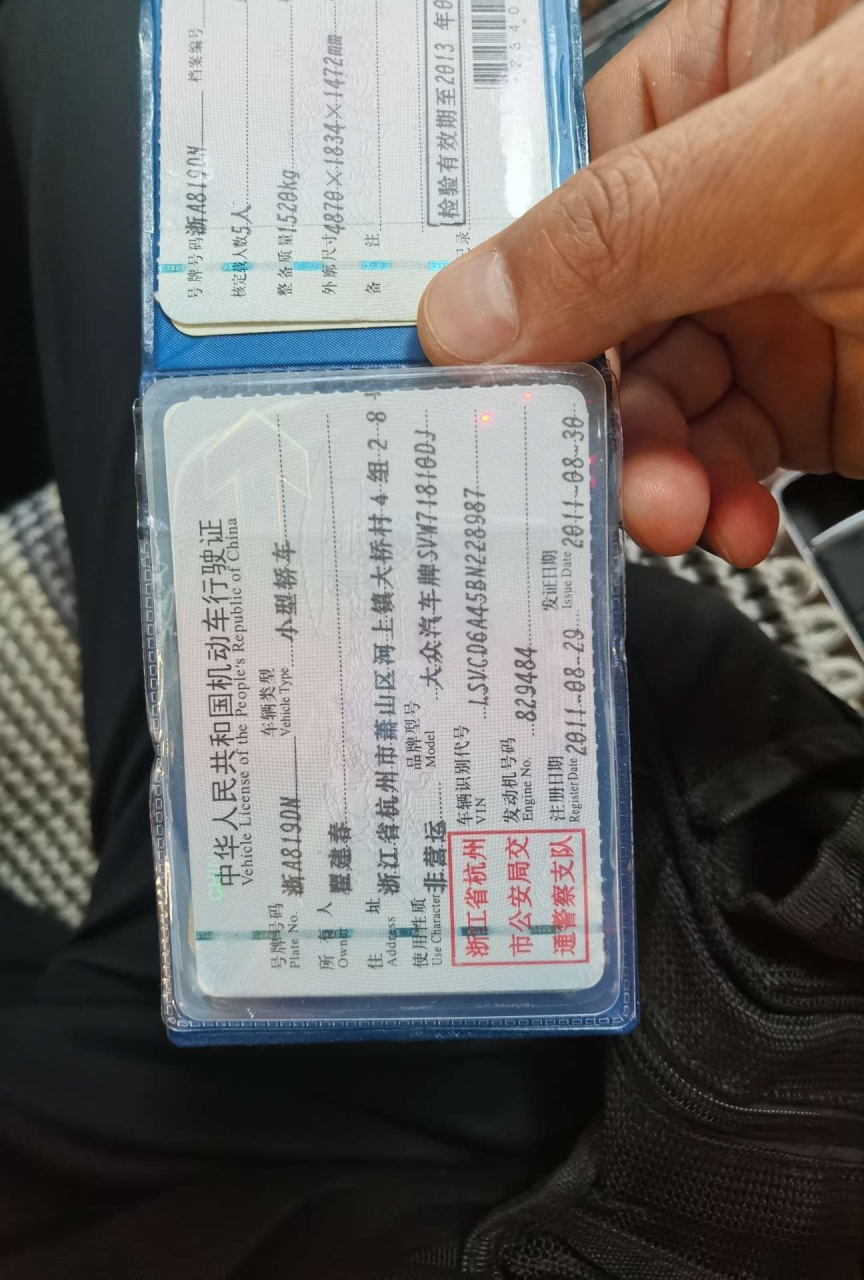 中华人民共和国机动车行驶证
Vehicle License of the People's Republic of China
号牌号码 浙A819DN 车辆类型 小型轿车
Plate No. Vehicle Type
所有人 瞿建春
Owner
住址 浙江省杭州市萧山区河上镇大桥村4组2-8号
Address
使用性质 非营运 品牌型号 大众汽车牌SVW71810DJ
Use Character Model
浙江省杭州
市公安局交
通警察支队
车辆识别代号 LSVCD6A45BN228987
VIN
发动机号码 829484
Engine No.
注册日期 2011-08-29 发证日期 2011-08-30
Register Date Issue Date
号牌号码 浙A819DN 档案编号
核定载人数 5人
整备质量 1520kg
外廓尺寸 4870×1834×1472mm
备注
检验有效期至2013年0
记录
2340